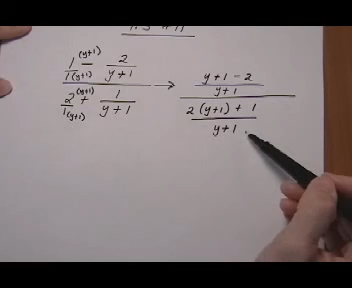 1(y+1)/1(y+1) - 2/(y+1)
2(y+1)/1(y+1) + 1/(y+1)
→
y+1-2
y+1
2(y+1)+1
y+1